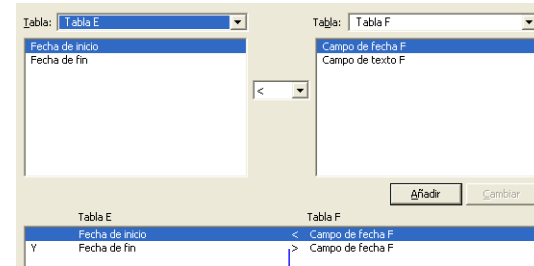 Tabla: Tabla E Tabla: Tabla F
Fecha de inicio Campo de fecha F
Fecha de fin Campo de texto F
<
Añadir Cambiar
Tabla E Tabla F
Fecha de inicio < Campo de fecha F
Y Fecha de fin > Campo de fecha F